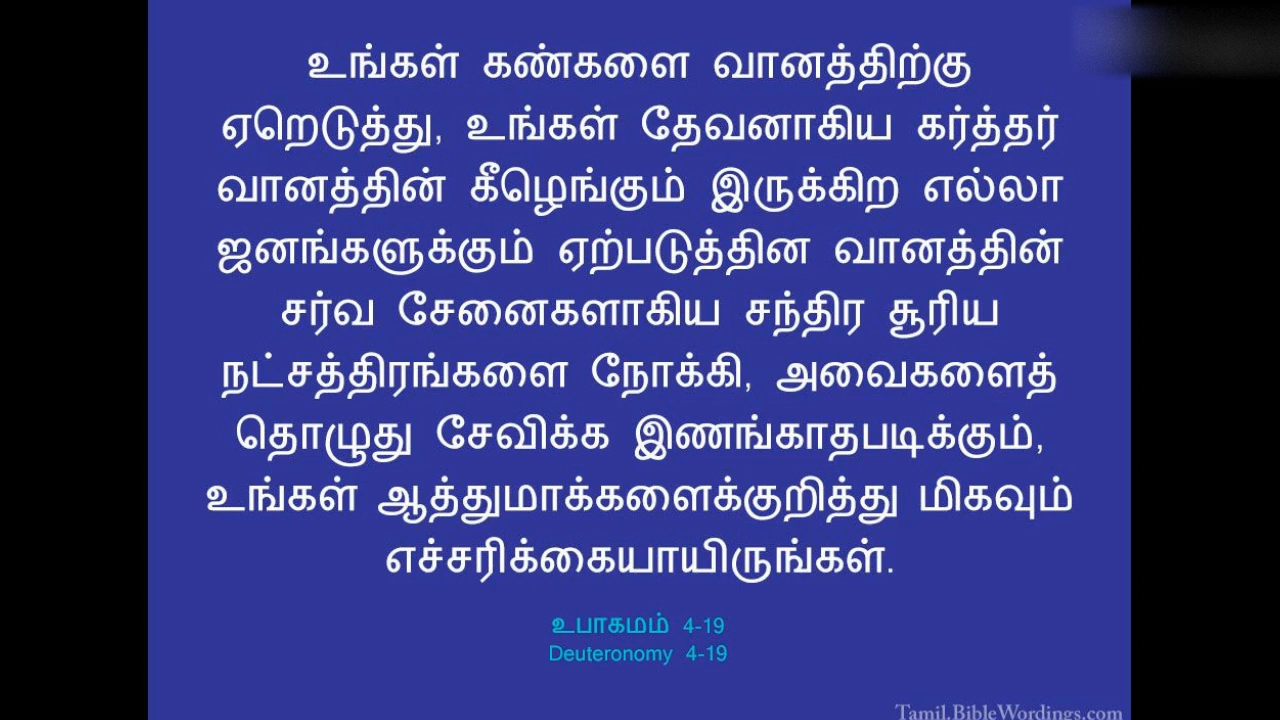 உங்கள் கண்களை வானத்திற்கு
ஏறெடுத்து, உங்கள் தேவனாகிய கர்த்தர்
வானத்தின் கீழெங்கும் இருக்கிற எல்லா
ஜனங்களுக்கும் ஏற்படுத்தின வானத்தின்
சர்வ சேனைகளாகிய சந்திர சூரிய
நட்சத்திரங்களை நோக்கி, அவைகளைத்
தொழுது சேவிக்க இணங்காதபடிக்கும்,
உங்கள் ஆத்துமாக்களைக்குறித்து மிகவும்
எச்சரிக்கையாயிருங்கள்.
உபாகமம் 4-19
Deuteronomy 4-19
Tamil.BibleWordings.com